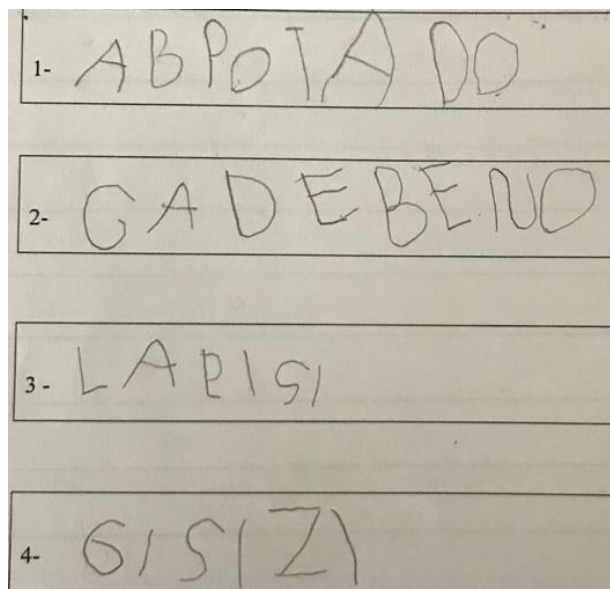 1- ABPOTADO
2- GADEBENO
3 - LAPISI
4- GISIZI